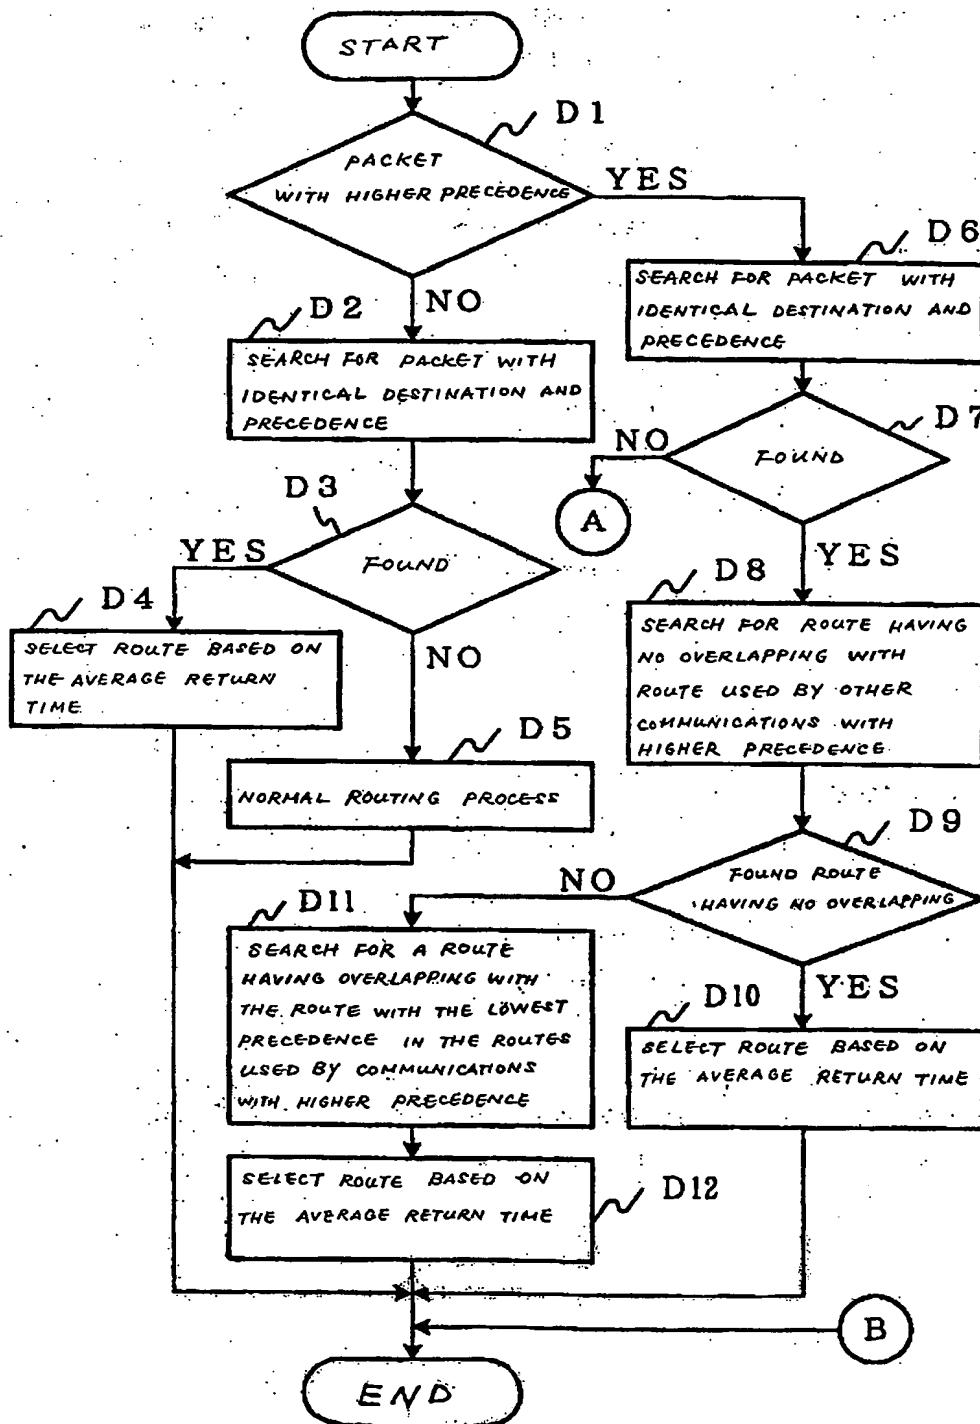 START
D1
PACKET
WITH HIGHER PRECEDENCE
YES
D6
SEARCH FOR PACKET WITH
IDENTICAL DESTINATION AND
PRECEDENCE
NO
D2
SEARCH FOR PACKET WITH
IDENTICAL DESTINATION AND
PRECEDENCE
D7
NO
FOUND
A
YES
D3
YES
FOUND
NO
D4
SELECT ROUTE BASED ON
THE AVERAGE RETURN
TIME
D8
SEARCH FOR ROUTE HAVING
NO OVERLAPPING WITH
ROUTE USED BY OTHER
COMMUNICATIONS WITH
HIGHER PRECEDENCE
D5
NORMAL ROUTING PROCESS
D9
NO
FOUND ROUTE
HAVING NO OVERLAPPING
YES
D11
SEARCH FOR A ROUTE
HAVING OVERLAPPING WITH
THE ROUTE WITH THE LOWEST
PRECEDENCE IN THE ROUTES
USED BY COMMUNICATIONS
WITH HIGHER PRECEDENCE
D10
SELECT ROUTE BASED ON
THE AVERAGE RETURN TIME
D12
SELECT ROUTE BASED ON
THE AVERAGE RETURN TIME
B
END